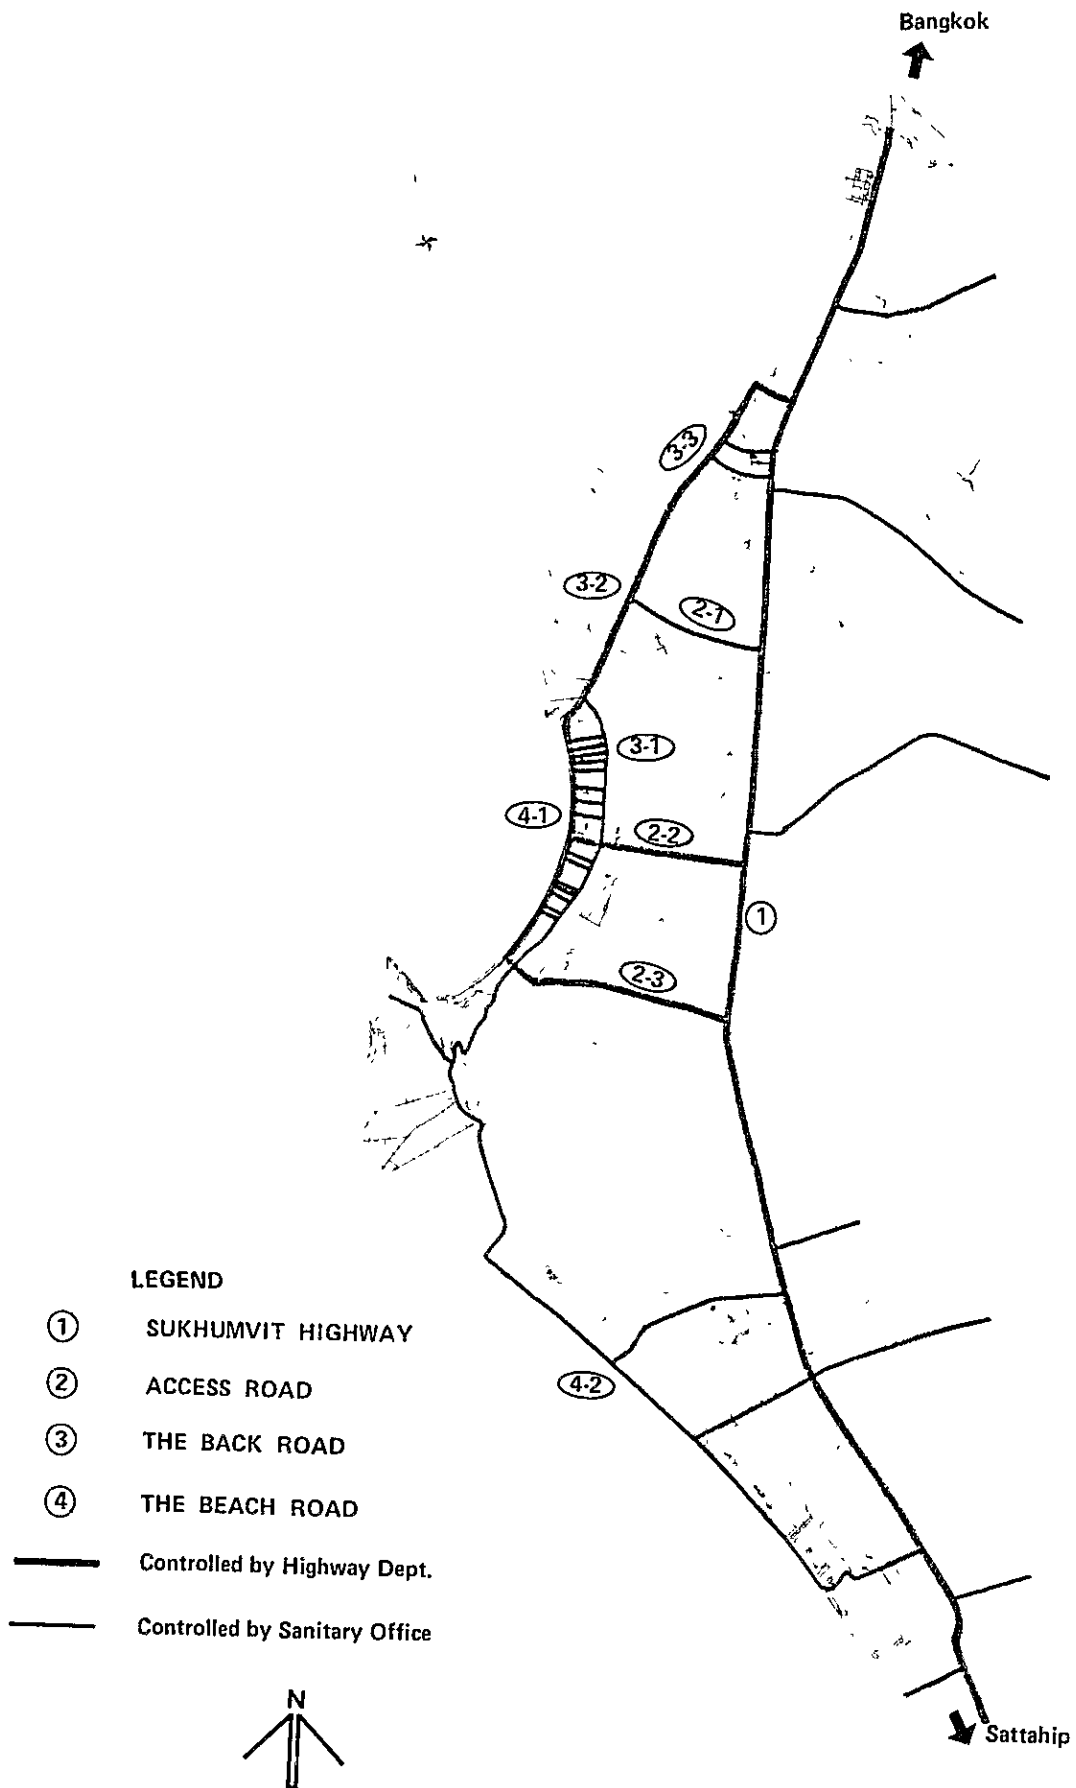 Bangkok
3-3
3-2
2-1
3-1
4-1
2-2
1
2-3
4-2
LEGEND
1 SUKHUMVIT HIGHWAY
2 ACCESS ROAD
3 THE BACK ROAD
4 THE BEACH ROAD
Controlled by Highway Dept.
Controlled by Sanitary Office
N
Sattahip